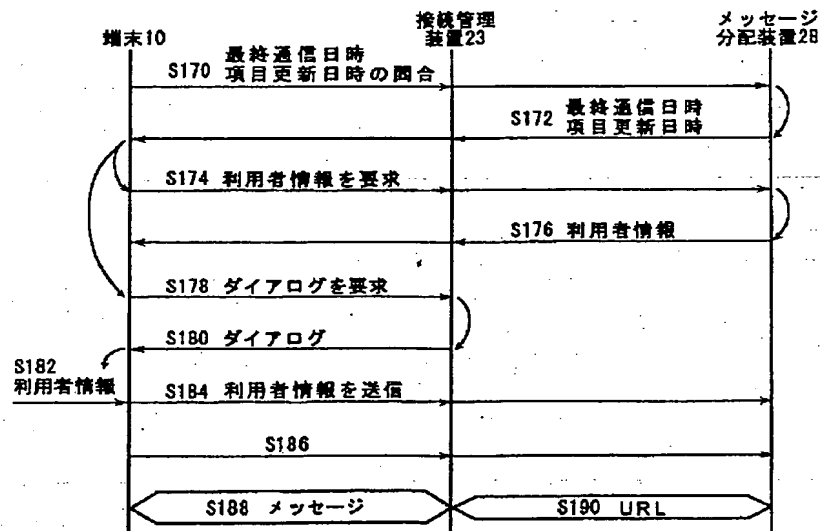 端末10
接続管理
装置23
メッセージ
分配装置28
S170 最終通信日時
項目更新日時の問合
S172 最終通信日時
項目更新日時
S174 利用者情報を要求
S176 利用者情報
S178 ダイアログを要求
S180 ダイアログ
S182
利用者情報
S184 利用者情報を送信
S186
S188 メッセージ
S190 URL